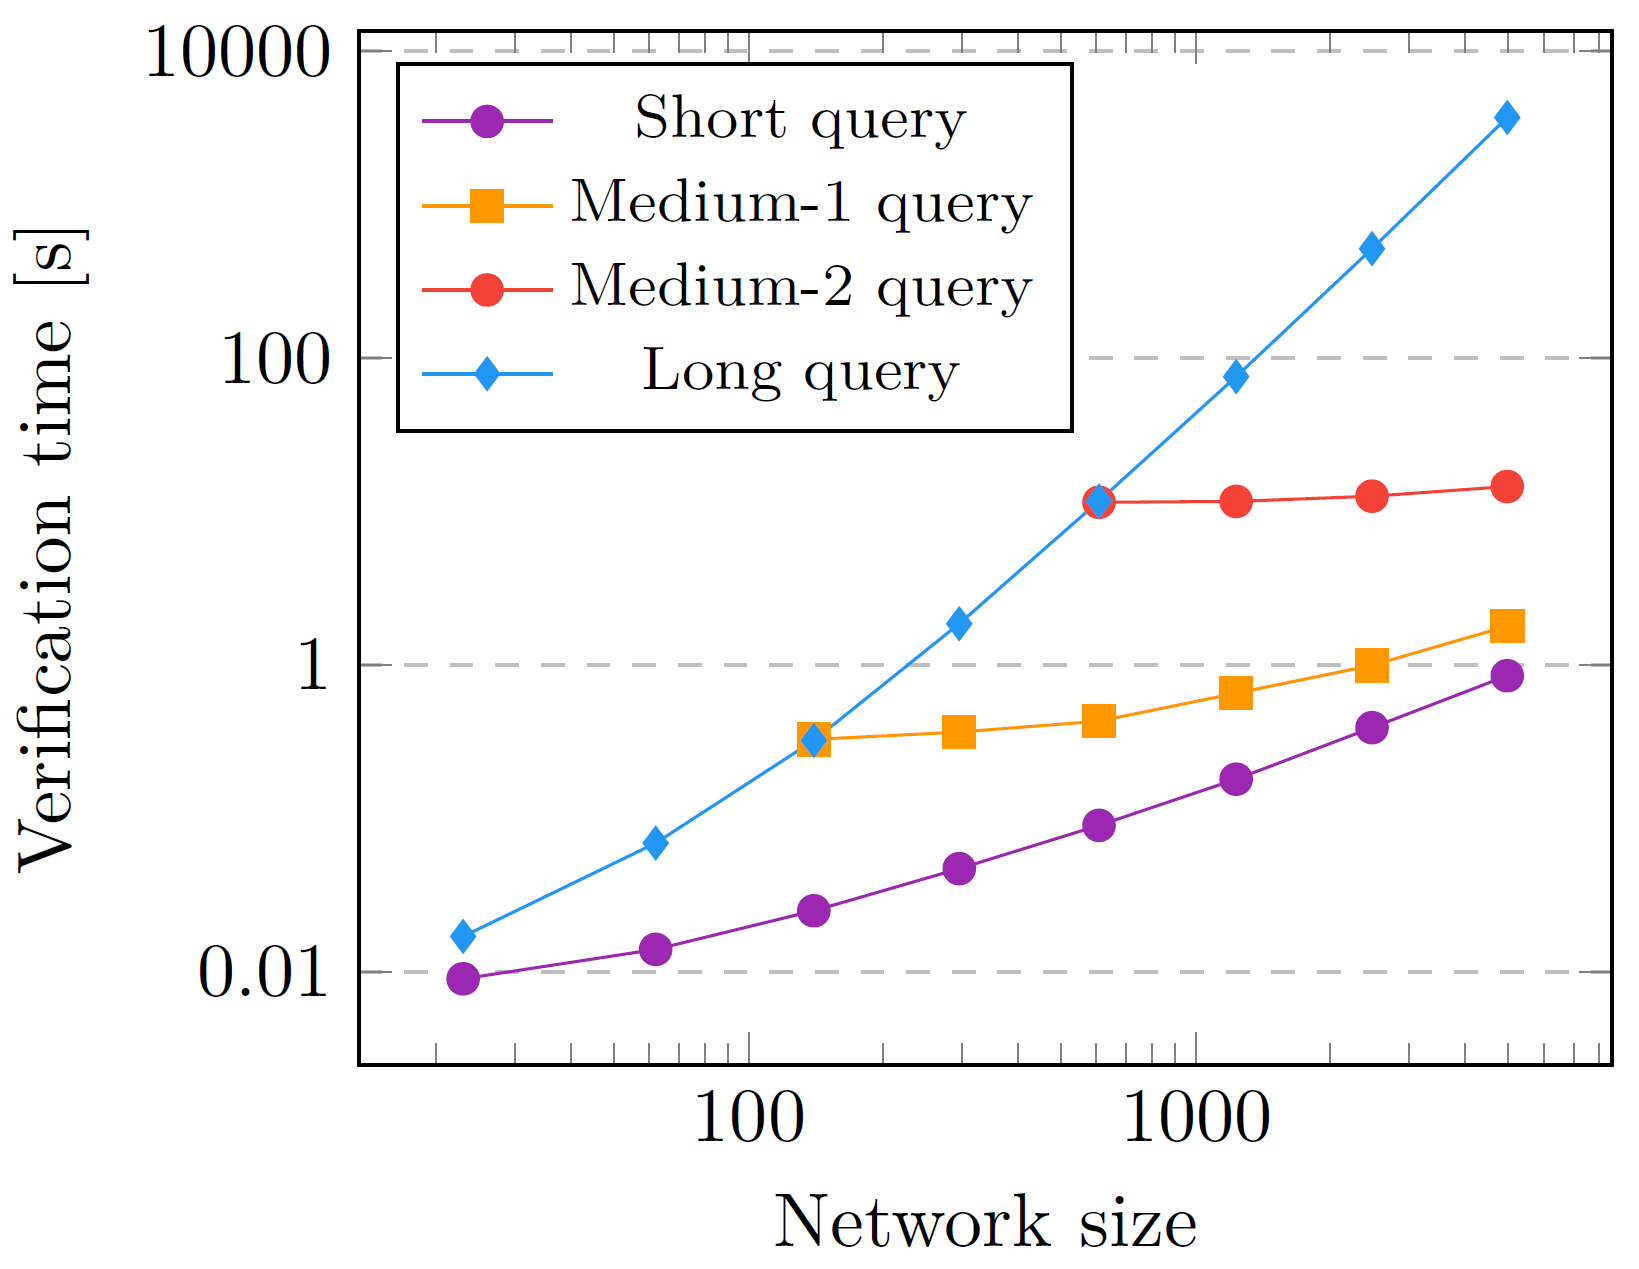 10000
100
1
0.01
Verification time [s]
Short query
Medium-1 query
Medium-2 query
Long query
100
1000
Network size